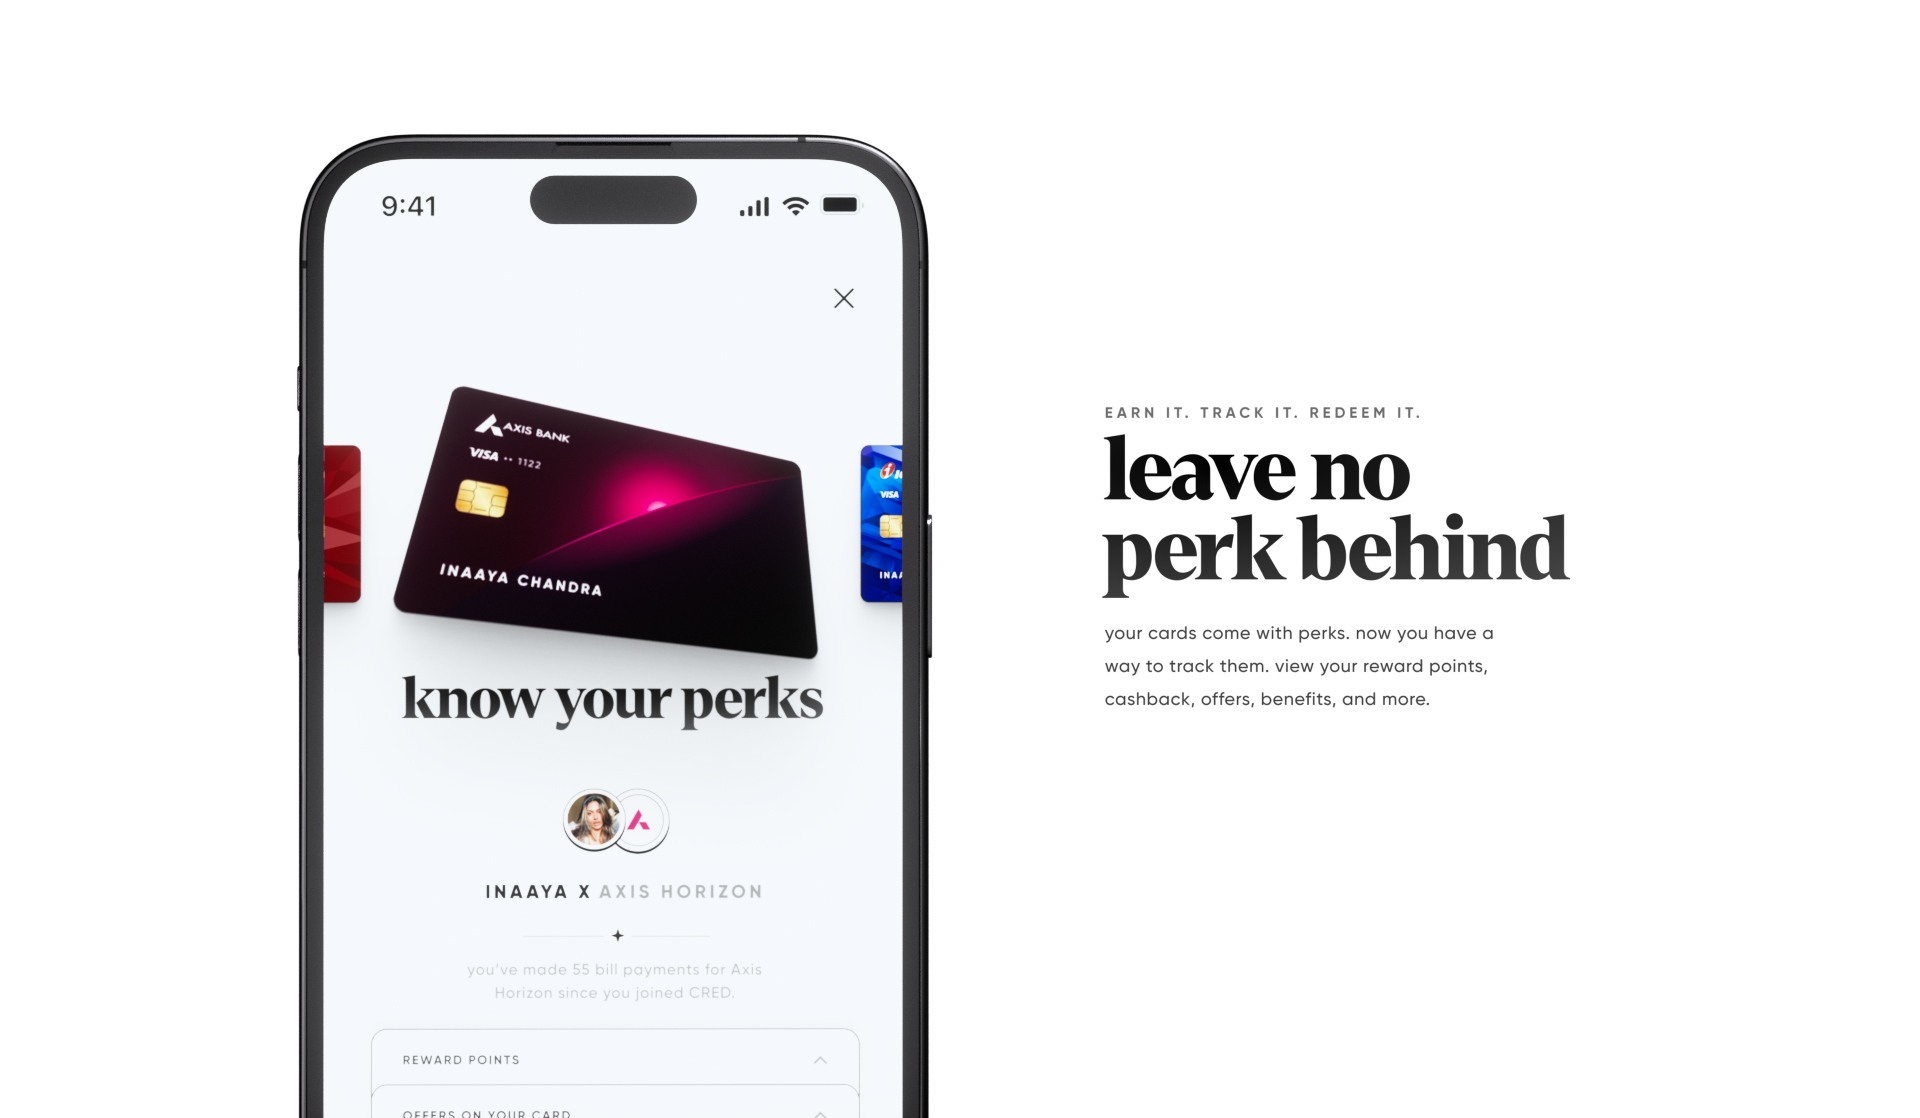 9:41
AXIS BANK
VISA •• 1122
VISA
INAAYA CHANDRA
know your perks
INAAYA X AXIS HORIZON
you've made 55 bill payments for Axis
Horizon since you joined CRED.
REWARD POINTS
OFFERS ON YOUR CARD
EARN IT. TRACK IT. REDEEM IT.
leave no
perk behind
your cards come with perks. now you have a
way to track them. view your reward points,
cashback, offers, benefits, and more.